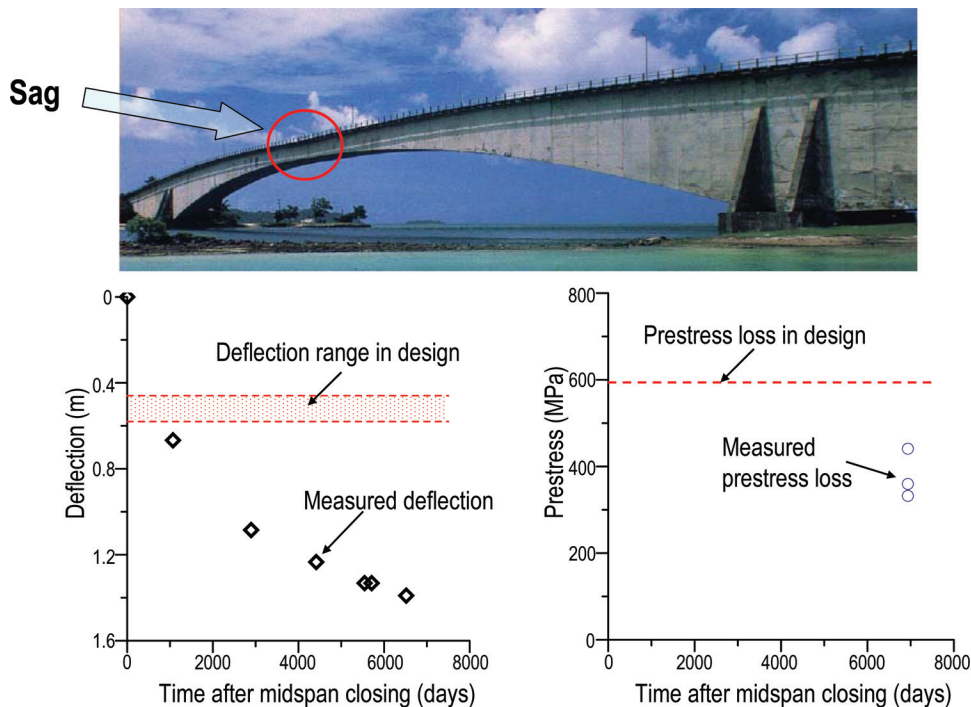 Sag
0
0.4
0.8
1.2
1.6
Deflection (m)
Deflection range in design
Measured deflection
0
2000
4000
6000
8000
Time after midspan closing (days)
800
600
400
200
0
Prestress (MPa)
Prestress loss in design
Measured
prestress loss
0
2000
4000
6000
8000
Time after midspan closing (days)